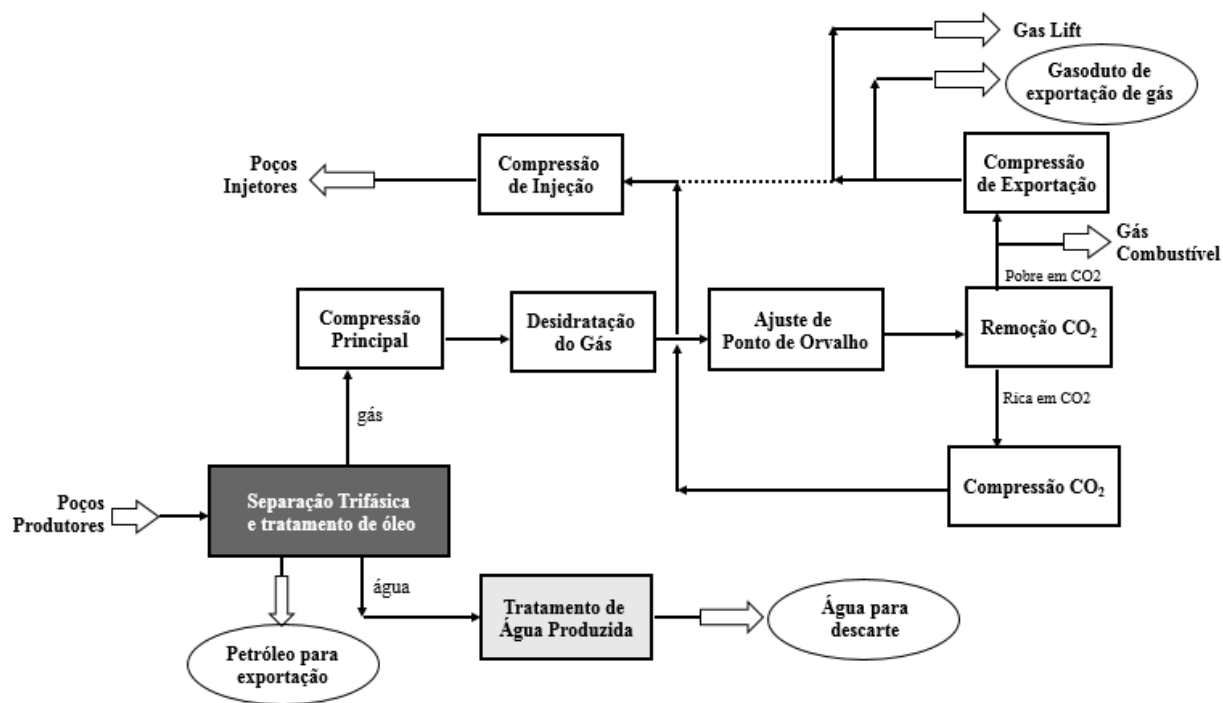 Gas Lift
Gasoduto de
exportação de gás
Poços
Injetores
Compressão
de Injeção
Compressão
de Exportação
Gás
Combustível
Pobre em CO2
Compressão
Principal
Desidratação
do Gás
Ajuste de
Ponto de Orvalho
Remoção CO₂
gás
Rica em CO2
Poços
Produtores
Separação Trifásica
e tratamento de óleo
Compressão CO₂
água
Tratamento de
Água Produzida
Água para
descarte
Petróleo para
exportação